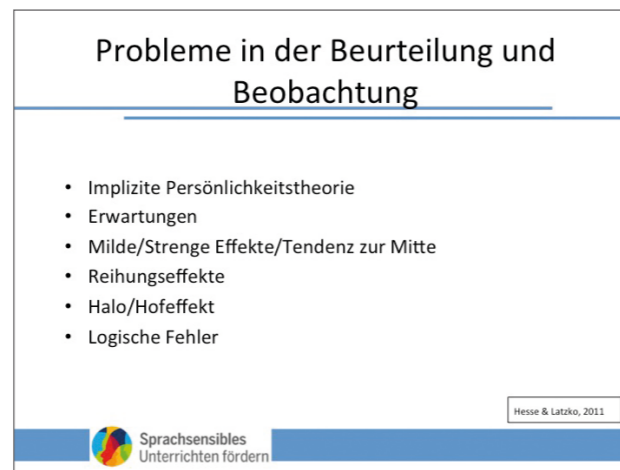 Probleme in der Beurteilung und
Beobachtung
• Implizite Persönlichkeitstheorie
• Erwartungen
• Milde/Strenge Effekte/Tendenz zur Mitte
• Reihungseffekte
• Halo/Hofeffekt
• Logische Fehler
Hesse & Latzko, 2011
Sprachsensibles
Unterrichten fördern